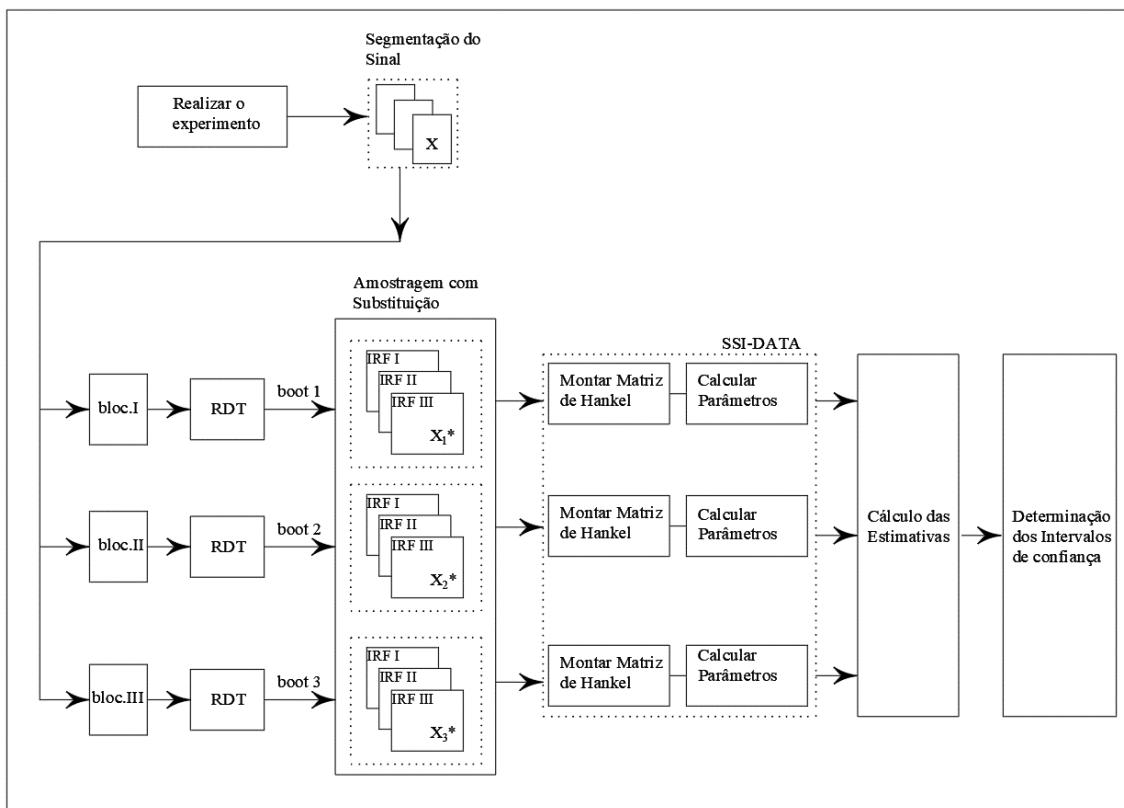 Segmentação do
Sinal
Realizar o
experimento
X
Amostragem com
Substituição
SSI-DATA
bloc.I
RDT
boot 1
IRF I
IRF II
IRF III
X₁*
Montar Matriz
de Hankel
Calcular
Parâmetros
bloc.II
RDT
boot 2
IRF I
IRF II
IRF III
X₂*
Montar Matriz
de Hankel
Calcular
Parâmetros
Cálculo das
Estimativas
Determinação
dos Intervalos
de confiança
bloc.III
RDT
boot 3
IRF I
IRF II
IRF III
X₃*
Montar Matriz
de Hankel
Calcular
Parâmetros